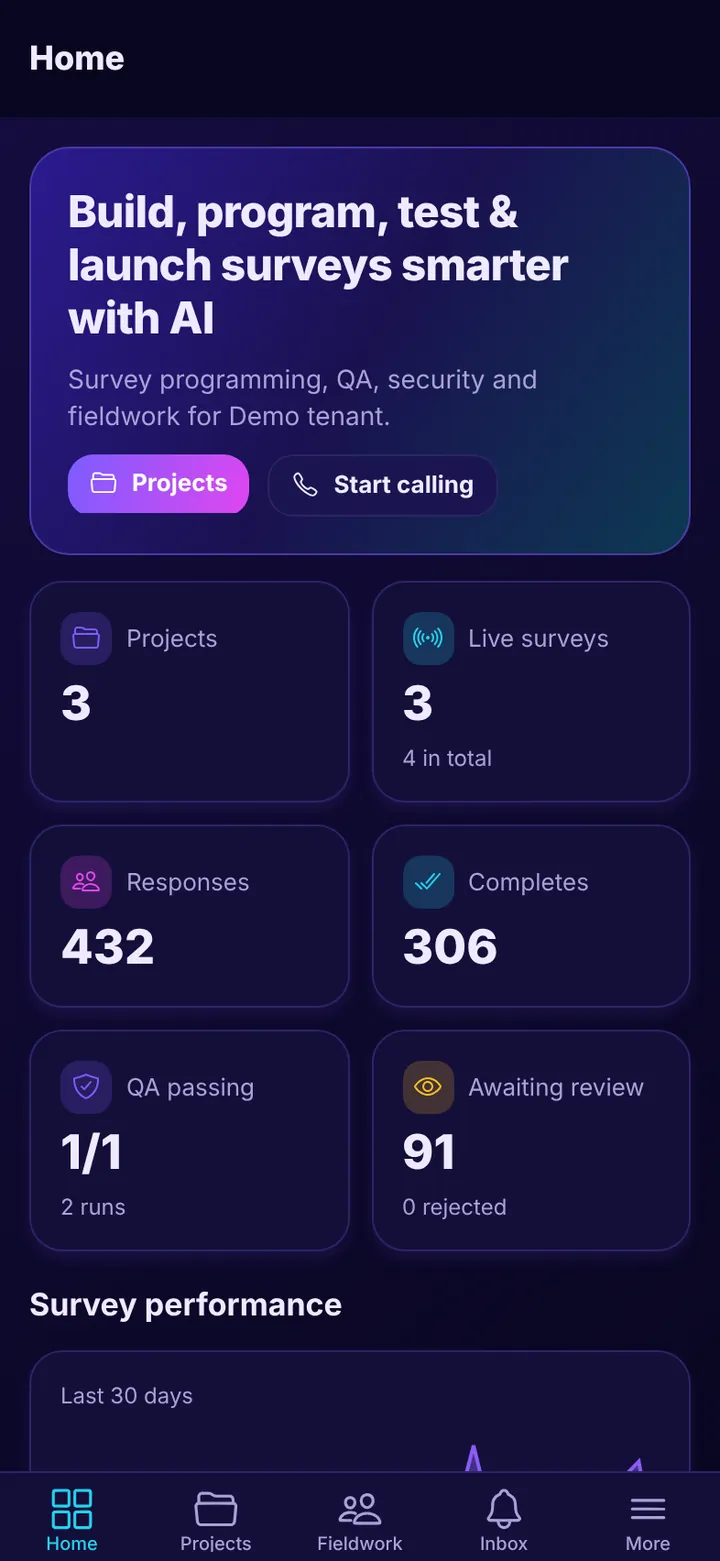 Home
Build, program, test &
launch surveys smarter
with AI
Survey programming, QA, security and
fieldwork for Demo tenant.
Projects
Start calling
Projects
3
Live surveys
3
4 in total
Responses
432
Completes
306
QA passing
1/1
2 runs
Awaiting review
91
0 rejected
Survey performance
Last 30 days
Home
Projects
Fieldwork
Inbox
More